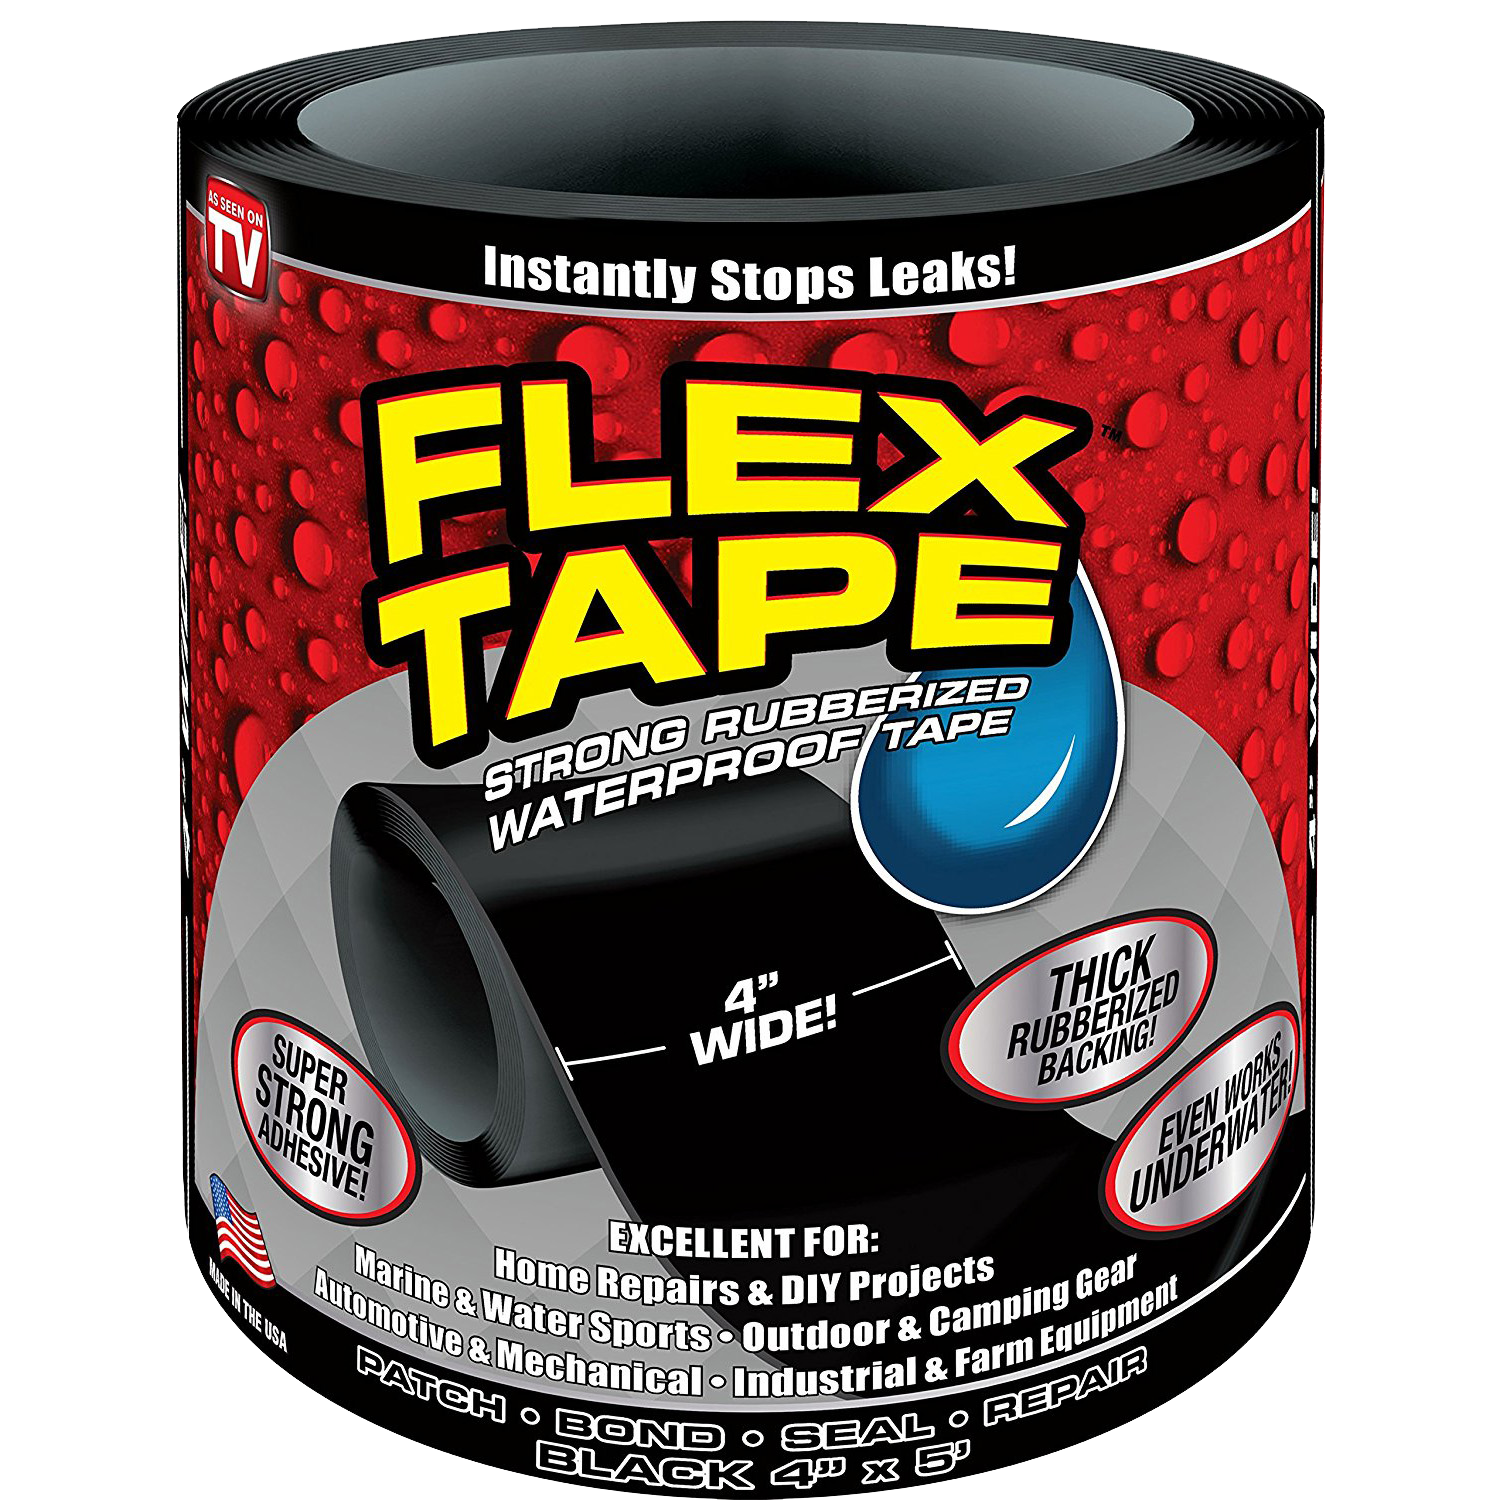 AS SEEN ON
TV
Instantly Stops Leaks!
FLEX
TAPE™
STRONG RUBBERIZED
WATERPROOF TAPE
4”
WIDE!
THICK
RUBBERIZED
BACKING!
EVEN WORKS
UNDERWATER!
SUPER
STRONG
ADHESIVE!
MADE IN THE USA
EXCELLENT FOR:
Home Repairs & DIY Projects
Marine & Water Sports • Outdoor & Camping Gear
Automotive & Mechanical • Industrial & Farm Equipment
PATCH • BOND • SEAL • REPAIR
BLACK 4” x 5’
4” WIDE!